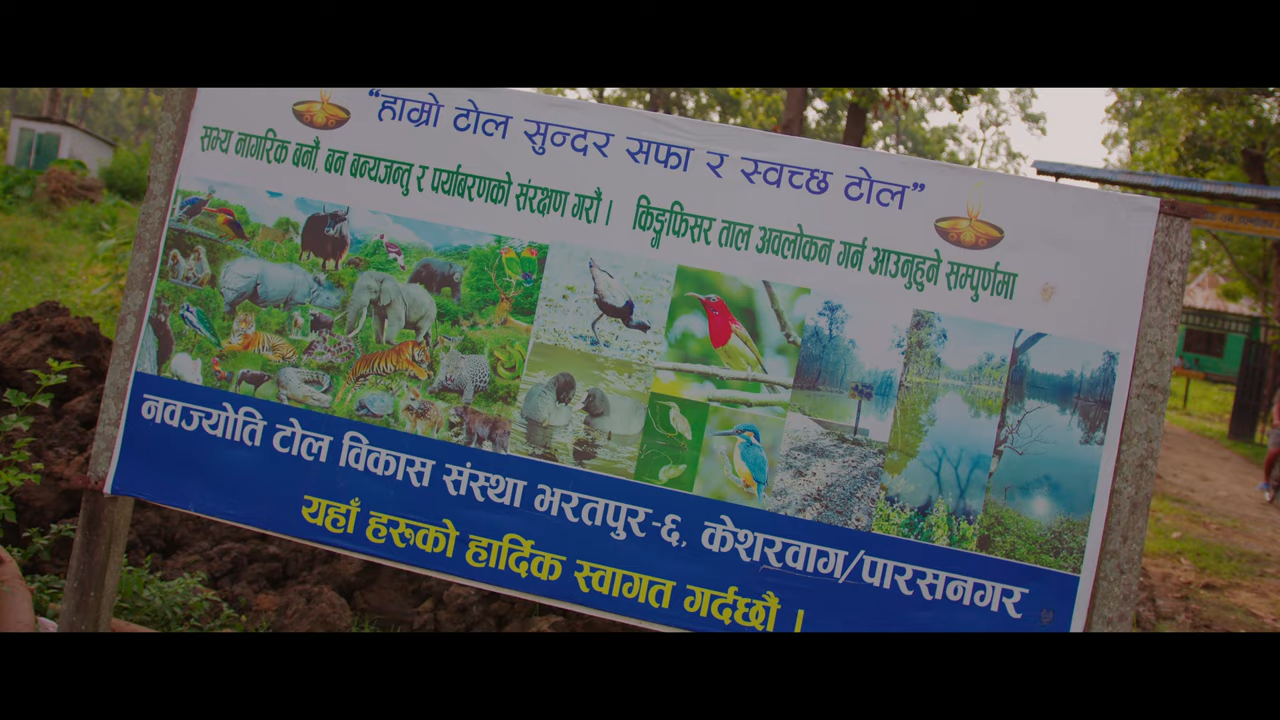 "हाम्रो टोल सुन्दर सफा र स्वच्छ टोल"
सभ्य नागरिक बनौं, बन बन्यजन्तु र पर्याबरणको संरक्षण गरौं । किङ्गफिसर ताल अवलोकन गर्न आउनुहुने सम्पुर्णमा
नवज्योति टोल विकास संस्था भरतपुर-६, केशरवाग/पारसनगर
यहाँ हरुको हार्दिक स्वागत गर्दछौं ।